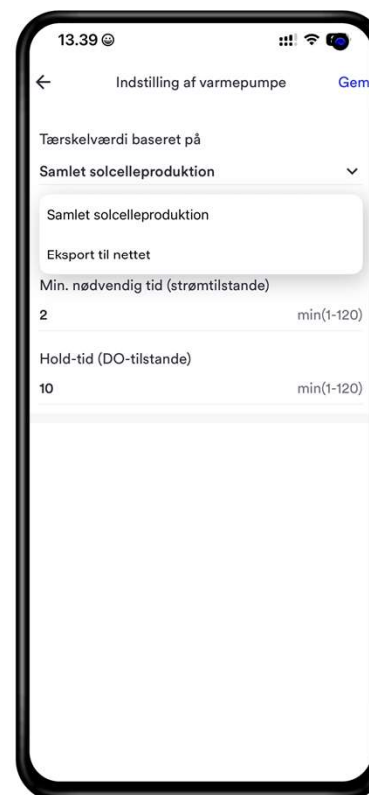 13.39
Indstilling af varmepumpe Gem
Tærskelværdi baseret på
Samlet solcelleproduktion
Samlet solcelleproduktion
Eksport til nettet
Min. nødvendig tid (strømtilstande)
2 min(1-120)
Hold-tid (DO-tilstande)
10 min(1-120)